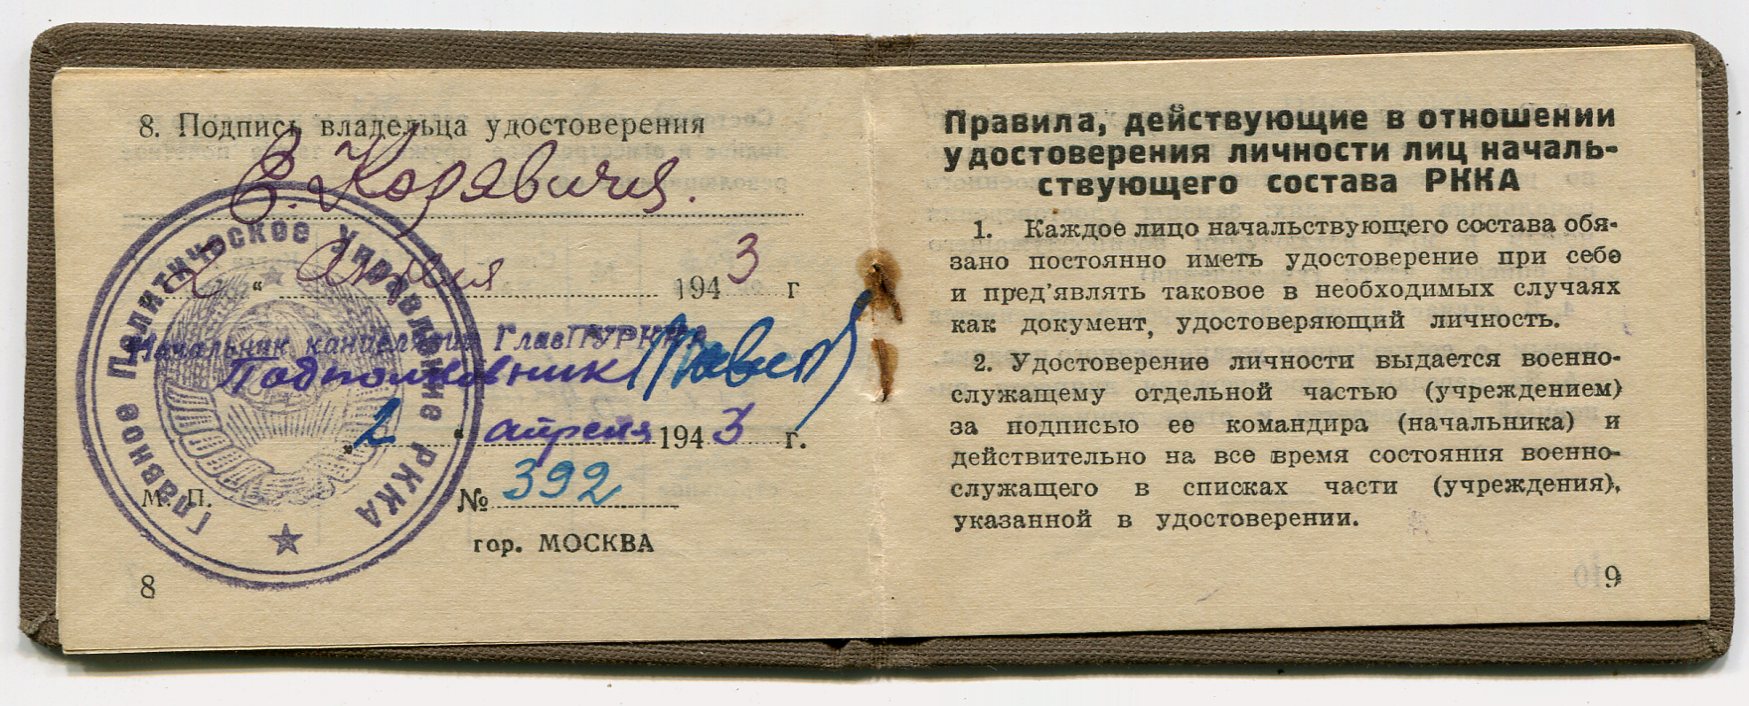 8. Подпись владельца удостоверения
2 " апреля 1943 г
Начальник канцелярии ГлавПУРККА
Подполковник
"2" апреля 1943 г.
М. П.
№ 392
гор. МОСКВА
8
Главное Политическое Управление РККА
Правила, действующие в отношении
удостоверения личности лиц началь-
ствующего состава РККА
1. Каждое лицо начальствующего состава обя-
зано постоянно иметь удостоверение при себе
и пред'являть таковое в необходимых случаях
как документ, удостоверяющий личность.
2. Удостоверение личности выдается военно-
служащему отдельной частью (учреждением)
за подписью ее командира (начальника) и
действительно на все время состояния военно-
служащего в списках части (учреждения),
указанной в удостоверении.
9